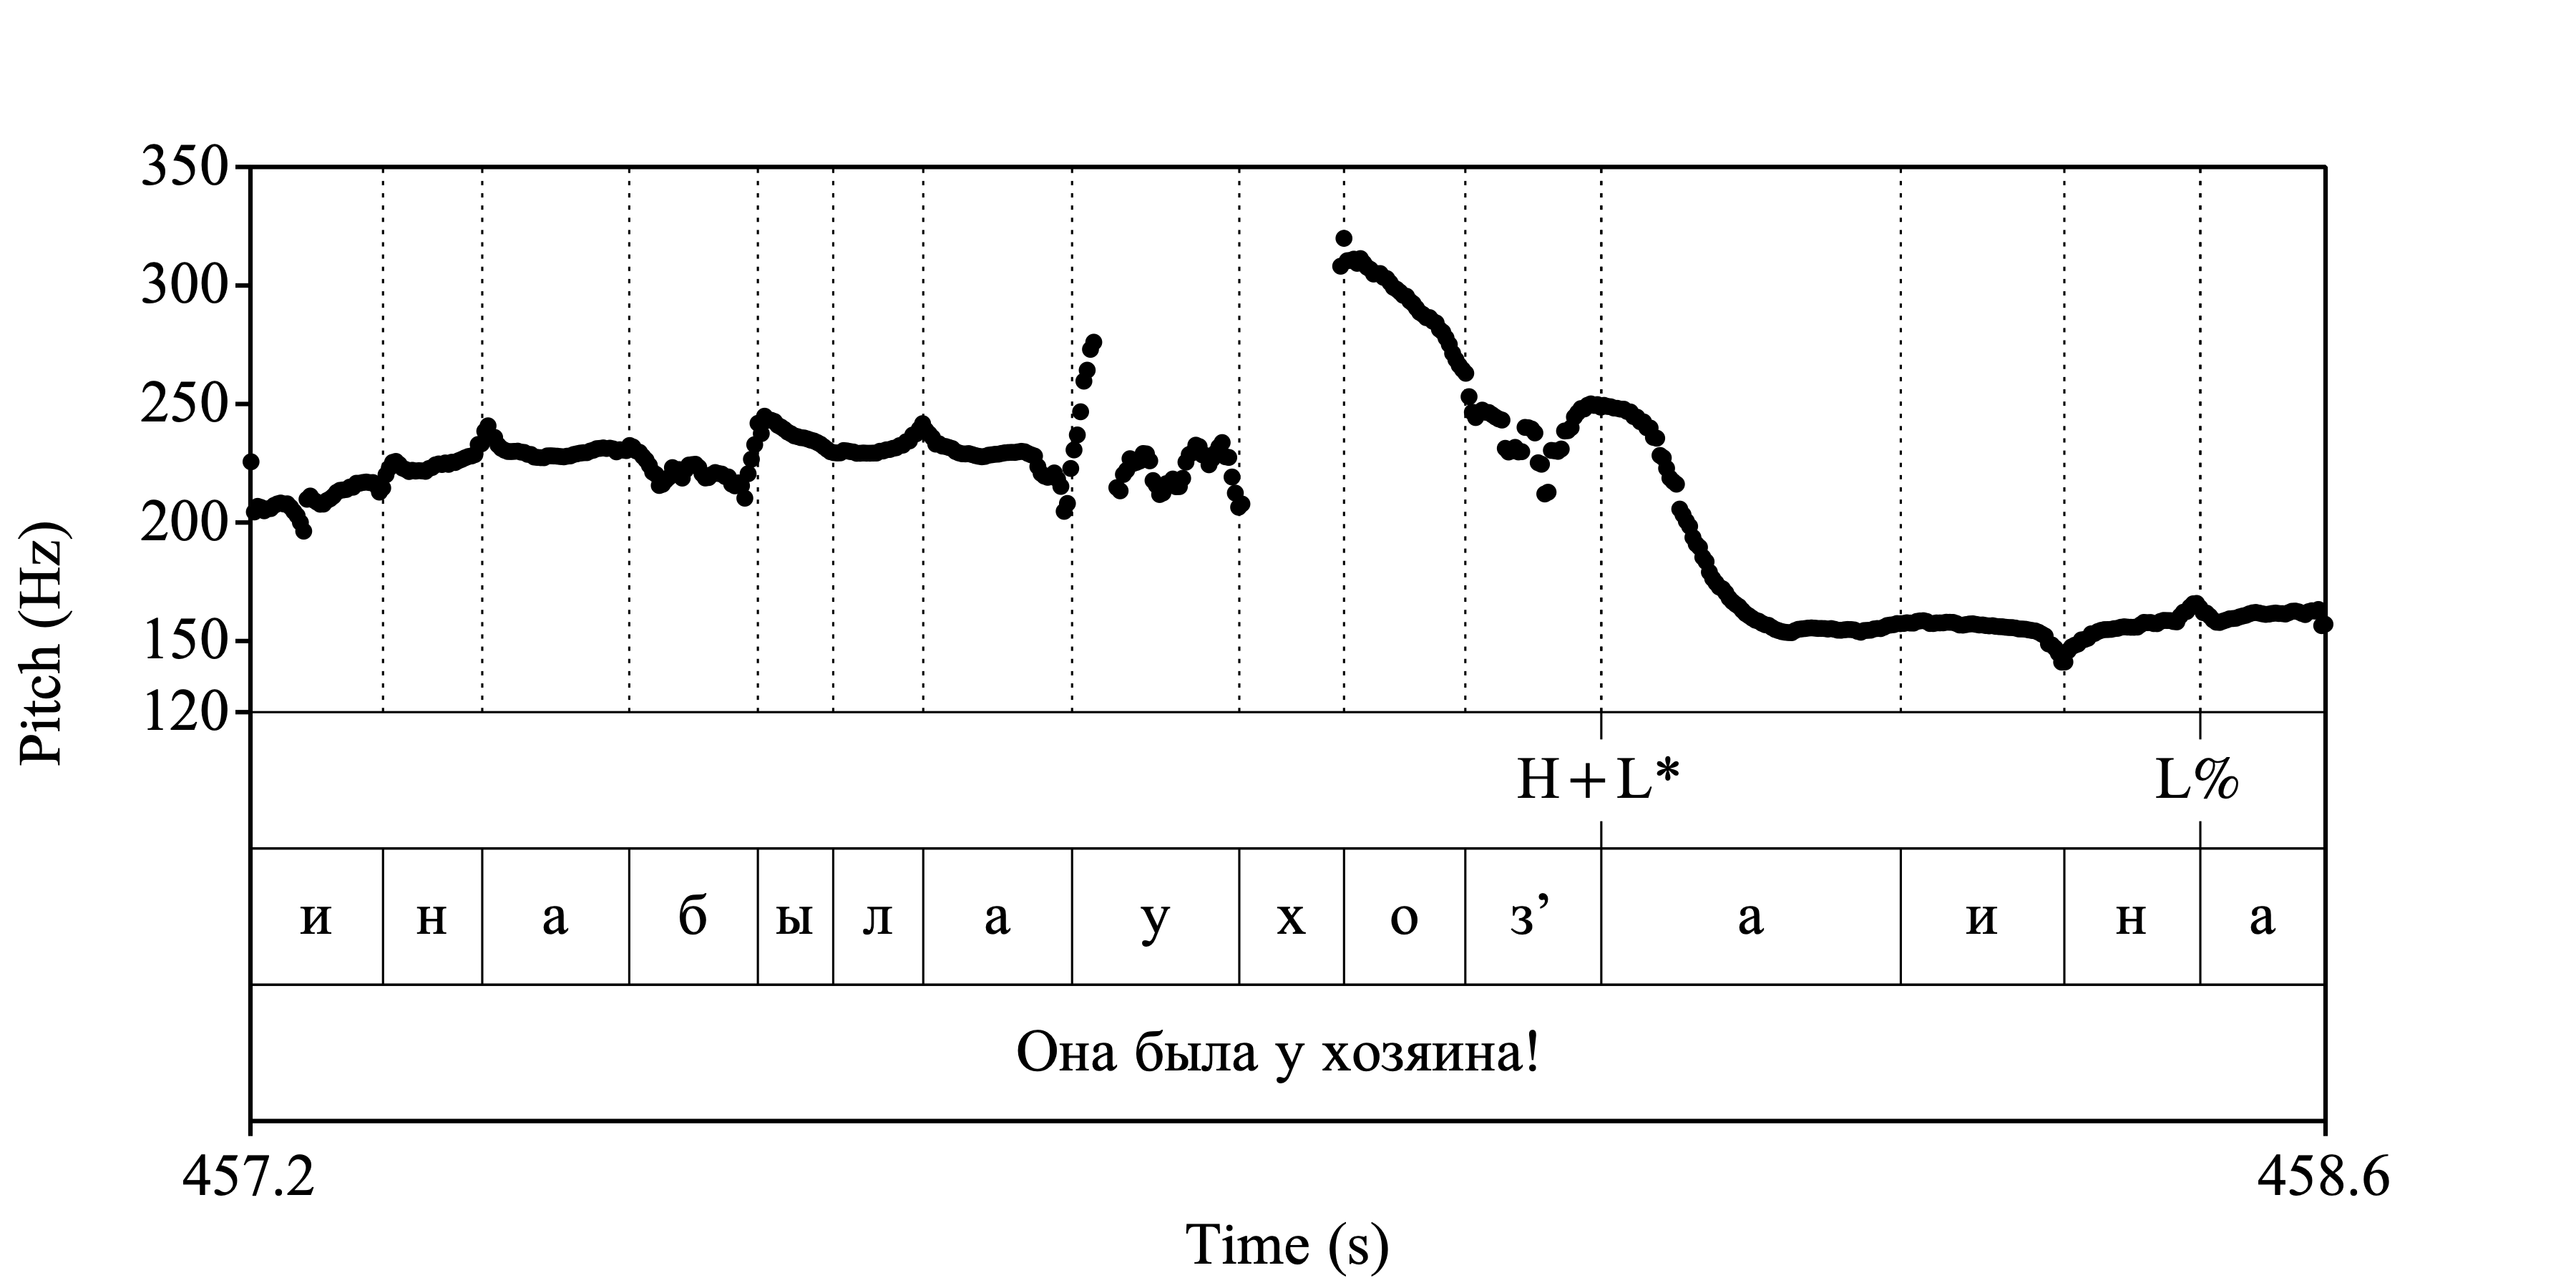 350
300
250
200
150
120
Pitch (Hz)
H+L* L%
и н а б ы л а у х о з’ а и н а
Она была у хозяина!
457.2 458.6
Time (s)